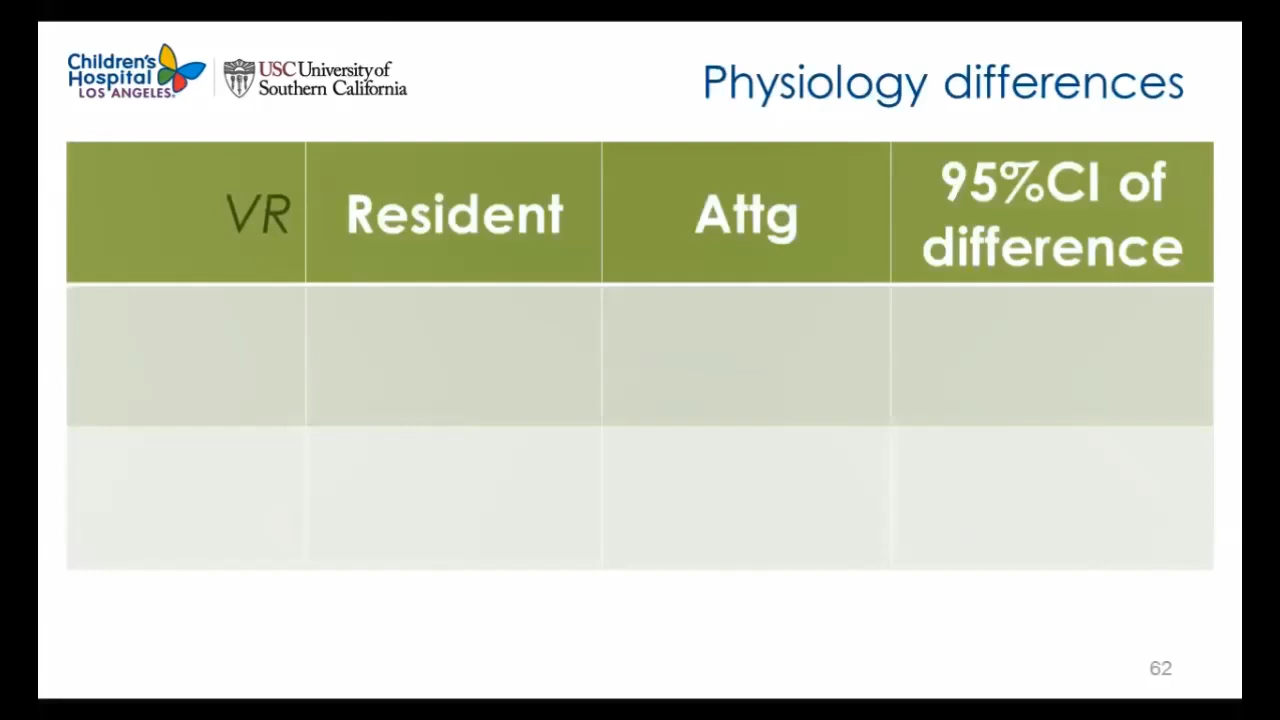 Children's
Hospital
LOS ANGELES®
USC University of
Southern California
Physiology differences
VR
Resident
Attg
95%CI of
difference
62